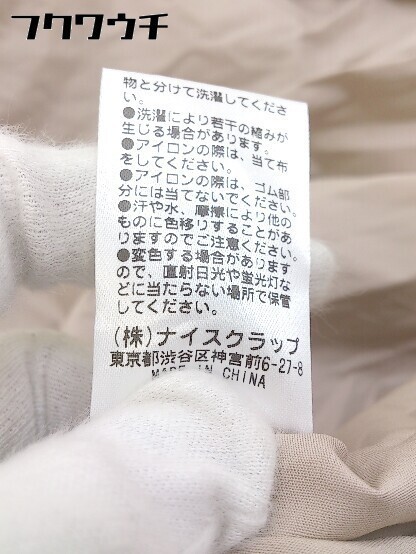 フクワウチ
物と分けて洗濯してくださ
い。
●洗濯により若干の縮みが
生じる場合があります。
●アイロンの際は、当て布
をしてください。
●アイロンの際は、ゴム部
分には当てないでください。
●汗や水、摩擦により他の
ものに色移りすることがあ
りますのでご注意ください。
●変色する場合があります
ので、直射日光や蛍光灯な
どに当たらない場所で保管
してください。
(株)ナイスクラップ
東京都渋谷区神宮前6-27-8
MADE IN CHINA